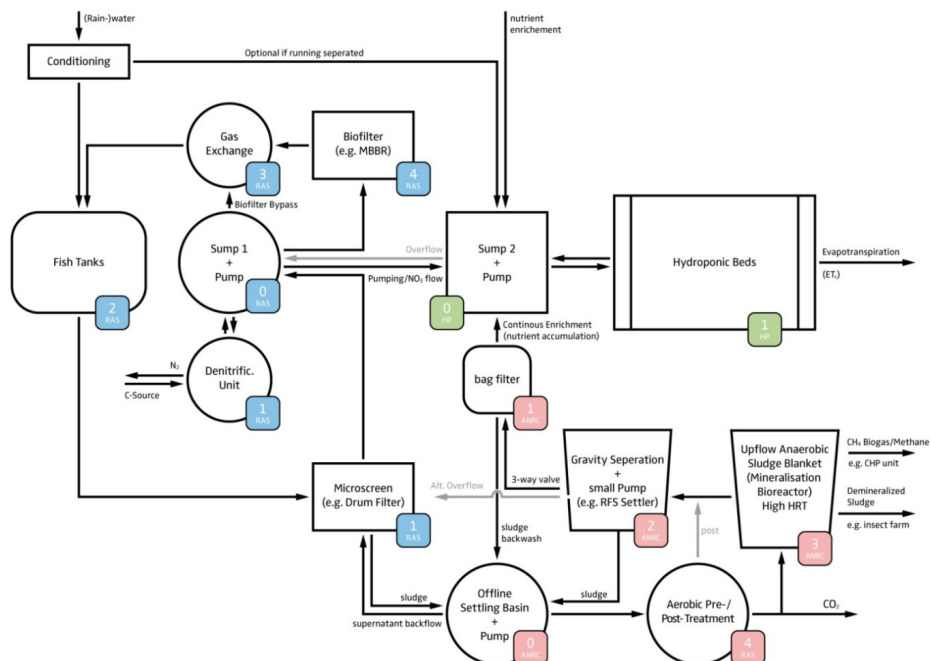 (Rain-)water
nutrient
enrichement
Conditioning
Optional if running seperated
Gas
Exchange
3
RAS
Biofilter
(e.g. MBBR)
4
RAS
Biofilter Bypass
Fish Tanks
2
RAS
Sump 1
+
Pump
0
RAS
Overflow
Pumping/NO₃ flow
Sump 2
+
Pump
0
HP
Hydroponic Beds
1
HP
Evapotranspiration
(ETc)
Continous Enrichment
(nutrient accumulation)
Denitrific.
Unit
1
RAS
N₂
C-Source
bag filter
1
ANRC
Microscreen
(e.g. Drum Filter)
1
RAS
Alt. Overflow
3-way valve
Gravity Seperation
+
small Pump
(e.g. RFS Settler)
2
ANRC
Upflow Anaerobic
Sludge Blanket
(Mineralisation
Bioreactor)
High HRT
3
ANRC
CH₄ Biogas/Methane
e.g. CHP unit
Demineralized
Sludge
e.g. insect farm
post
sludge
backwash
sludge
supernatant backflow
Offline
Settling Basin
+
Pump
0
ANRC
sludge
Aerobic Pre-/
Post-Treatment
4
RAS
CO₂